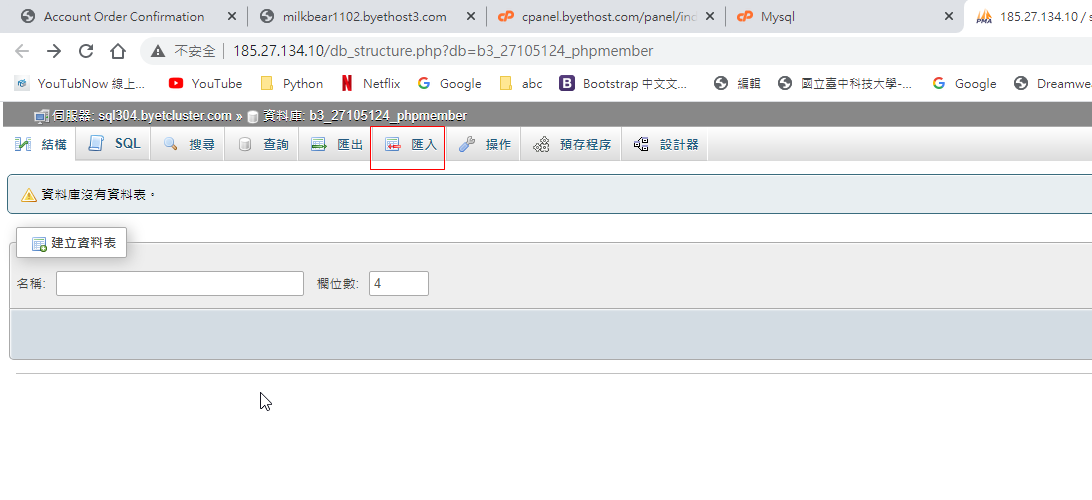 Account Order Confirmation milkbear1102.byethost3.com cpanel.byethost.com/panel/ind Mysql 185.27.134.10 / s
不安全 185.27.134.10/db_structure.php?db=b3_27105124_phpmember
YouTubNow 線上... YouTube Python Netflix Google abc Bootstrap 中文文... 編輯 國立臺中科技大學-... Google Dreamwea
伺服器: sql304.byetcluster.com » 資料庫: b3_27105124_phpmember
結構 SQL 搜尋 查詢 匯出 匯入 操作 預存程序 設計器
資料庫沒有資料表。
建立資料表
名稱: 欄位數: 4